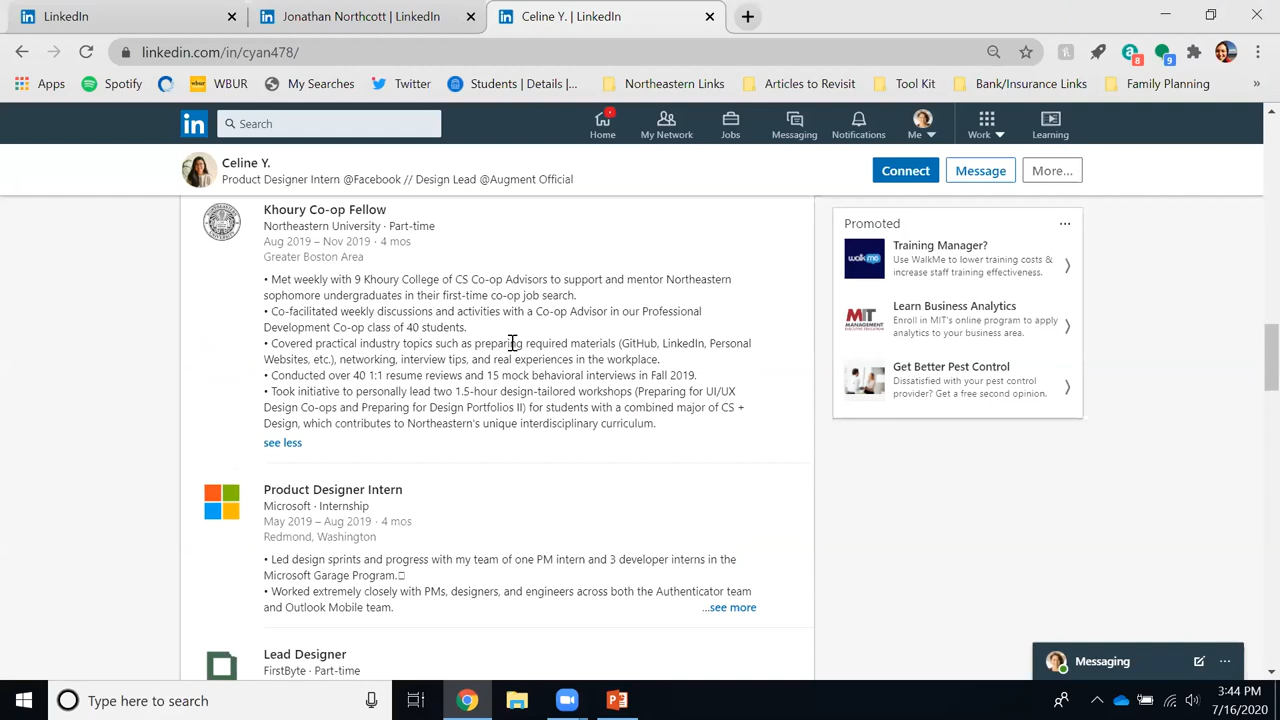 LinkedIn
Jonathan Northcott | LinkedIn
Celine Y. | LinkedIn
linkedin.com/in/cyan478/
8
9
Apps
Spotify
wbur
WBUR
My Searches
Twitter
Students | Details |...
Northeastern Links
Articles to Revisit
Tool Kit
Bank/Insurance Links
Family Planning
in
Search
Home
My Network
Jobs
Messaging
Notifications
Me
Work
Learning
Celine Y.
Product Designer Intern @Facebook // Design Lead @Augment Official
Connect
Message
More...
Khoury Co-op Fellow
Northeastern University · Part-time
Aug 2019 – Nov 2019 · 4 mos
Greater Boston Area
• Met weekly with 9 Khoury College of CS Co-op Advisors to support and mentor Northeastern
sophomore undergraduates in their first-time co-op job search.
• Co-facilitated weekly discussions and activities with a Co-op Advisor in our Professional
Development Co-op class of 40 students.
• Covered practical industry topics such as preparing required materials (GitHub, LinkedIn, Personal
Websites, etc.), networking, interview tips, and real experiences in the workplace.
• Conducted over 40 1:1 resume reviews and 15 mock behavioral interviews in Fall 2019.
• Took initiative to personally lead two 1.5-hour design-tailored workshops (Preparing for UI/UX
Design Co-ops and Preparing for Design Portfolios II) for students with a combined major of CS +
Design, which contributes to Northeastern's unique interdisciplinary curriculum.
see less
Product Designer Intern
Microsoft · Internship
May 2019 – Aug 2019 · 4 mos
Redmond, Washington
• Led design sprints and progress with my team of one PM intern and 3 developer interns in the
Microsoft Garage Program.
• Worked extremely closely with PMs, designers, and engineers across both the Authenticator team
and Outlook Mobile team.
...see more
Lead Designer
FirstByte · Part-time
Promoted
walkme
Training Manager?
Use WalkMe to lower training costs &
increase staff training effectiveness.
MIT
Learn Business Analytics
Enroll in MIT's online program to apply
analytics to your business area.
Get Better Pest Control
Dissatisfied with your pest control
provider? Get a free second opinion.
Messaging
Type here to search
3:44 PM
7/16/2020